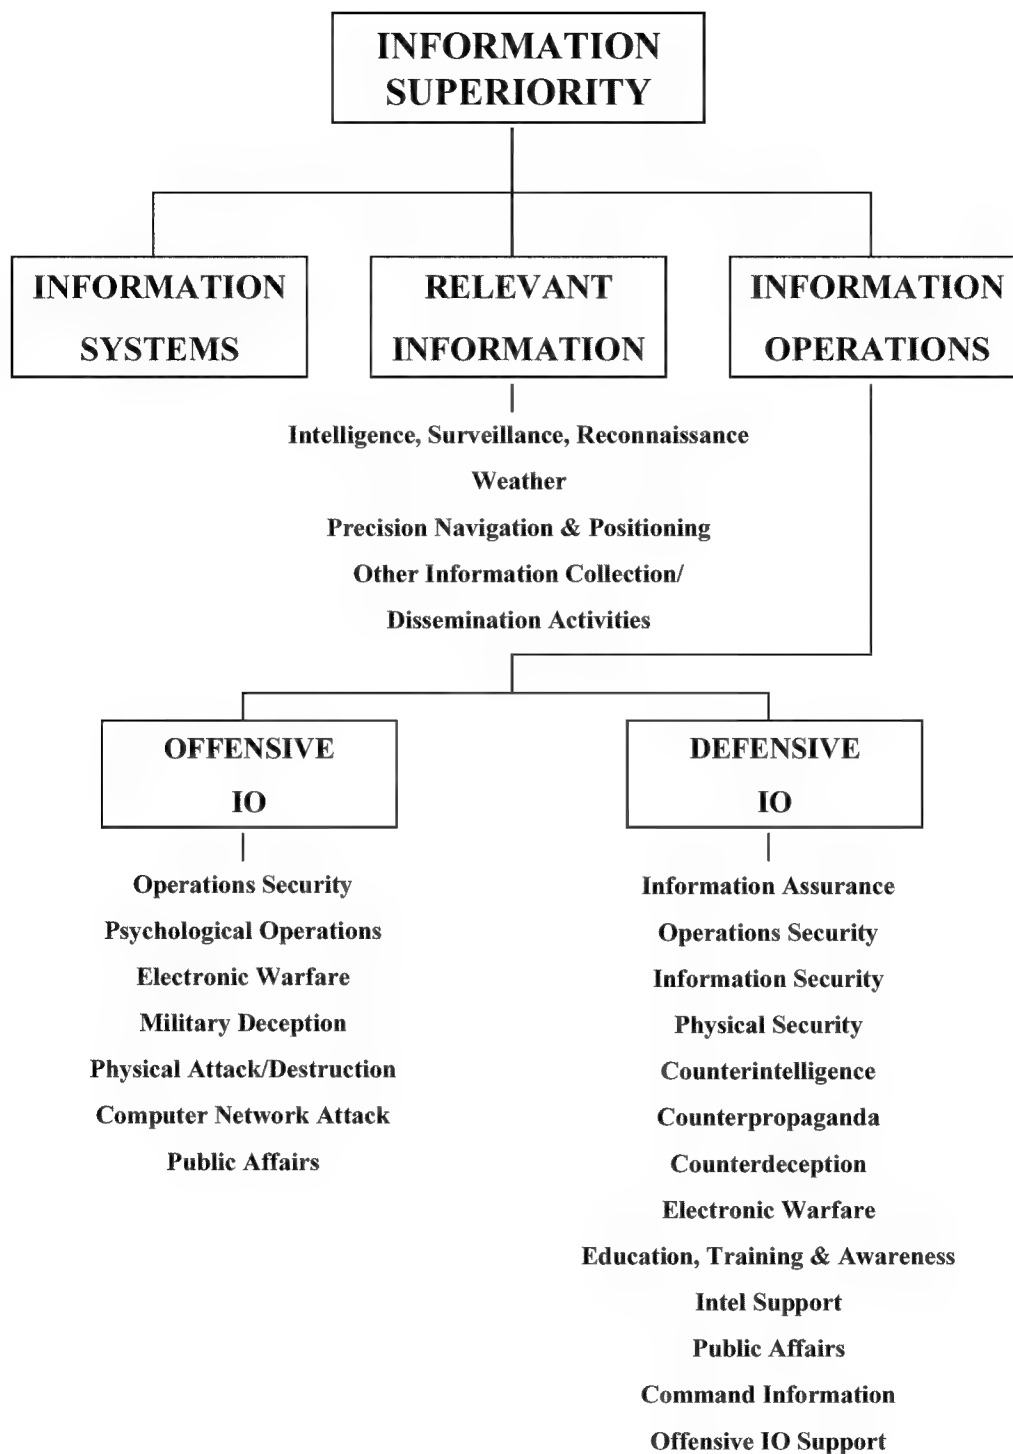 INFORMATION
SUPERIORITY
INFORMATION
SYSTEMS
RELEVANT
INFORMATION
INFORMATION
OPERATIONS
Intelligence, Surveillance, Reconnaissance
Weather
Precision Navigation & Positioning
Other Information Collection/
Dissemination Activities
OFFENSIVE
IO
Operations Security
Psychological Operations
Electronic Warfare
Military Deception
Physical Attack/Destruction
Computer Network Attack
Public Affairs
DEFENSIVE
IO
Information Assurance
Operations Security
Information Security
Physical Security
Counterintelligence
Counterpropaganda
Counterdeception
Electronic Warfare
Education, Training & Awareness
Intel Support
Public Affairs
Command Information
Offensive IO Support